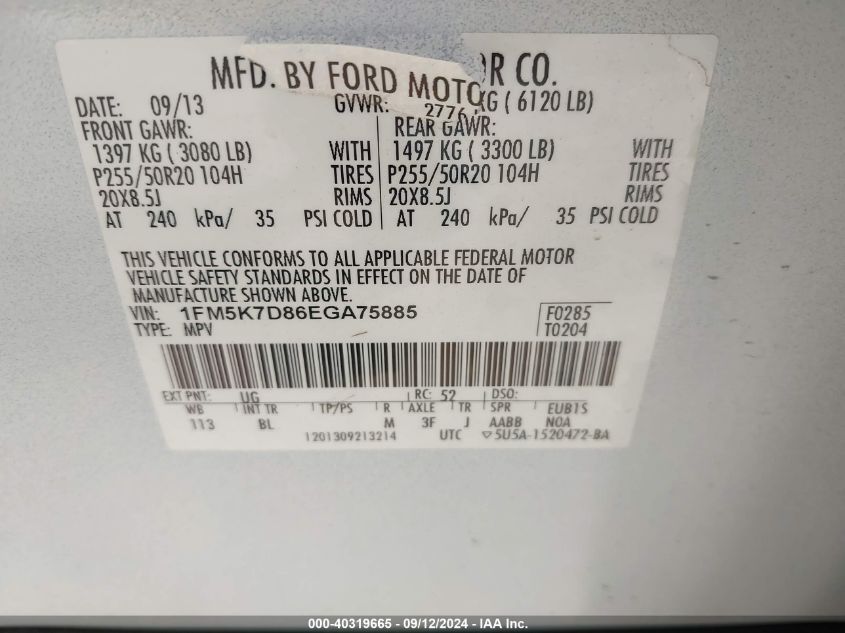 MFD. BY FORD MOTOR CO.
DATE: 09/13 GVWR: 2776 KG ( 6120 LB)
FRONT GAWR: REAR GAWR:
1397 KG ( 3080 LB) WITH 1497 KG ( 3300 LB) WITH
P255/50R20 104H TIRES P255/50R20 104H TIRES
20X8.5J RIMS 20X8.5J RIMS
AT 240 kPa/ 35 PSI COLD AT 240 kPa/ 35 PSI COLD
THIS VEHICLE CONFORMS TO ALL APPLICABLE FEDERAL MOTOR
VEHICLE SAFETY STANDARDS IN EFFECT ON THE DATE OF
MANUFACTURE SHOWN ABOVE.
VIN: 1FM5K7D86EGA75885 F0285
TYPE: MPV T0204
EXT PNT: UG RC: 52 DSO:
WB INT TR TP/PS R AXLE TR SPR EUB1S
113 BL M 3F J AABB NOA
1201309213214 UTC ▽5U5A-1520472-BA
000-40319665 - 09/12/2024 - IAA Inc.